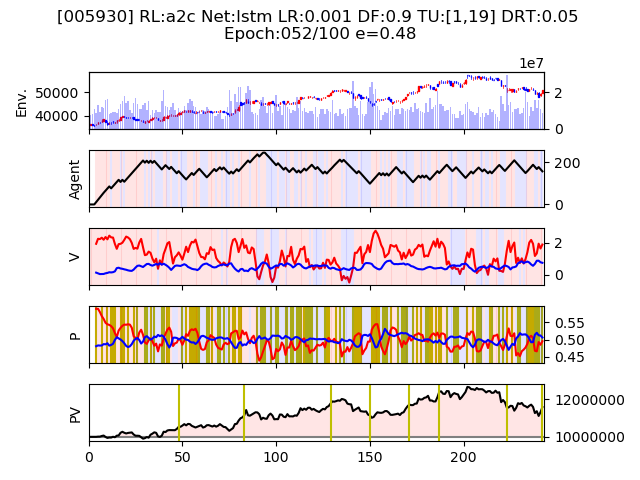 [005930] RL:a2c Net:lstm LR:0.001 DF:0.9 TU:[1,19] DRT:0.05
Epoch:052/100 e=0.48
1e7
Env.
50000
40000
2
0
Agent
200
0
V
2
0
P
0.55
0.50
0.45
PV
12000000
10000000
0 50 100 150 200